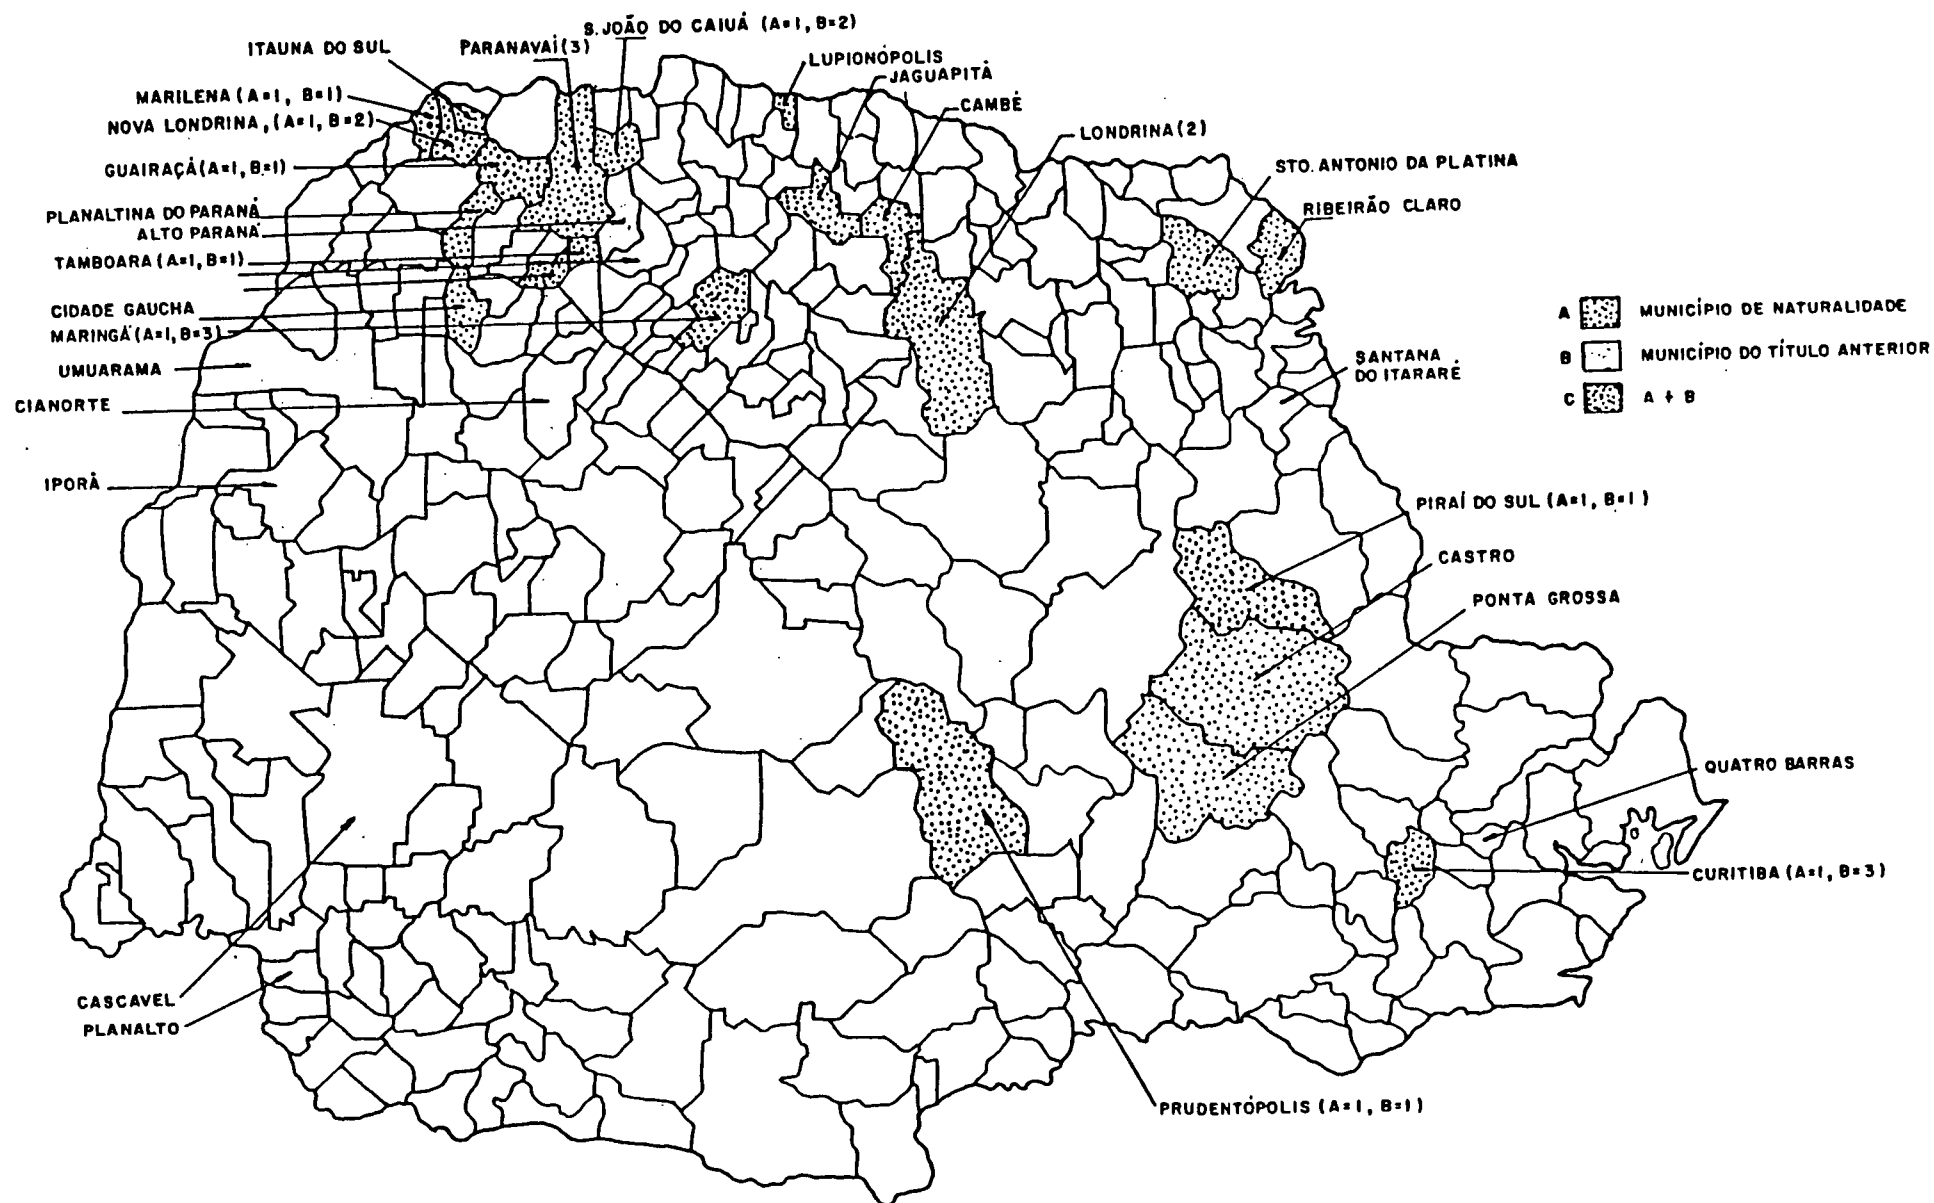 S. JOÃO DO CAIUÁ (A=1, B=2)
ITAUNA DO SUL
PARANAVAÍ (3)
LUPIONÓPOLIS
JAGUAPITÃ
MARILENA (A=1, B=1)
CAMBÉ
NOVA LONDRINA, (A=1, B=2)
LONDRINA (2)
GUAIRAÇÁ (A=1, B=1)
STO. ANTONIO DA PLATINA
PLANALTINA DO PARANÁ
RIBEIRÃO CLARO
ALTO PARANÁ
TAMBOARA (A=1, B=1)
CIDADE GAUCHA
MARINGÁ (A=1, B=3)
A MUNICÍPIO DE NATURALIDADE
B MUNICÍPIO DO TÍTULO ANTERIOR
C A + B
UMUARAMA
SANTANA
DO ITARARÉ
CIANORTE
IPORÃ
PIRAÍ DO SUL (A=1, B=1)
CASTRO
PONTA GROSSA
QUATRO BARRAS
CURITIBA (A=1, B=3)
CASCAVEL
PLANALTO
PRUDENTÓPOLIS (A=1, B=1)